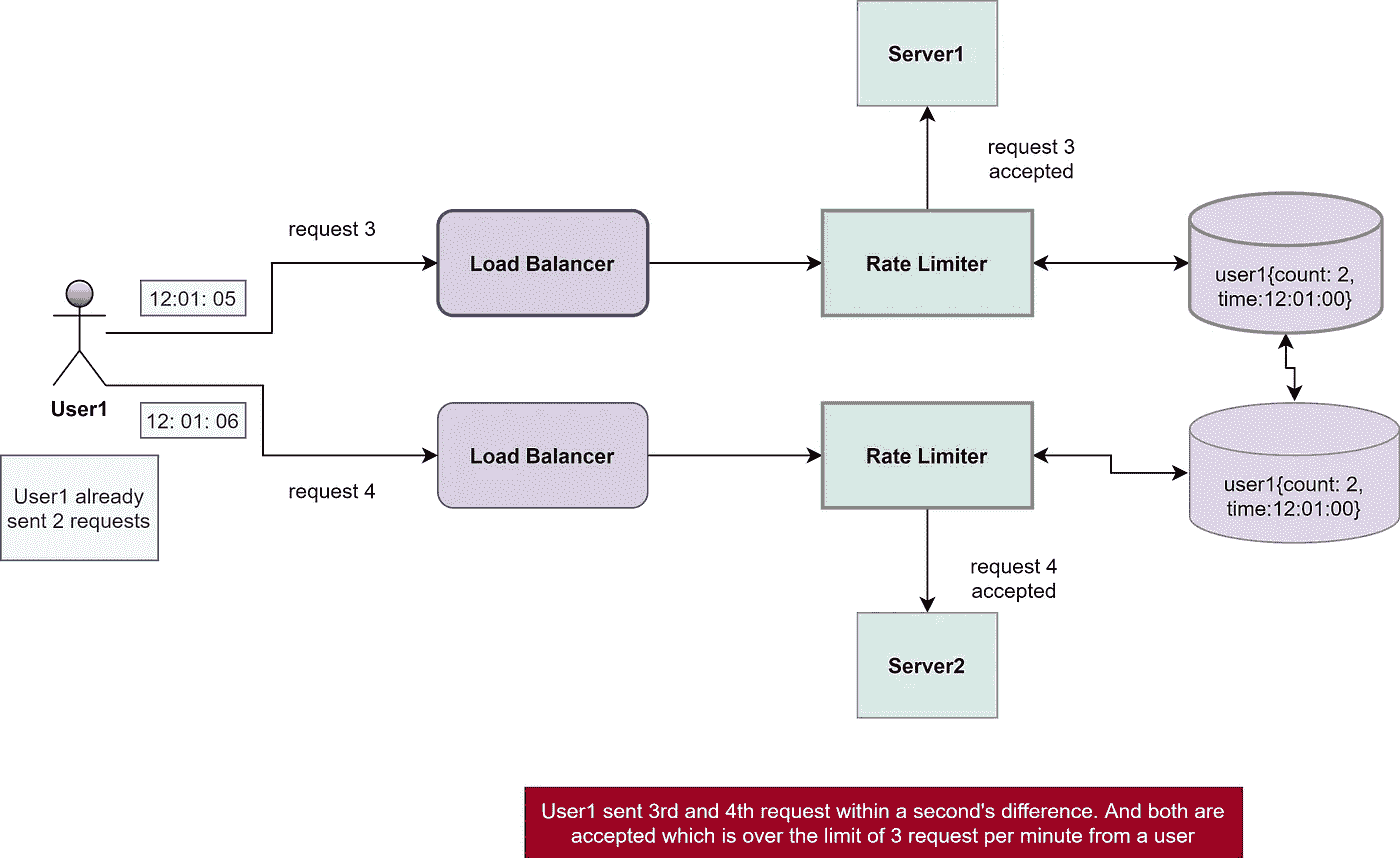 Server1
request 3
accepted
request 3
Load Balancer
Rate Limiter
user1{count: 2,
time:12:01:00}
12:01: 05
User1
12: 01: 06
Load Balancer
Rate Limiter
user1{count: 2,
time:12:01:00}
request 4
User1 already
sent 2 requests
request 4
accepted
Server2
User1 sent 3rd and 4th request within a second's difference. And both are
accepted which is over the limit of 3 request per minute from a user